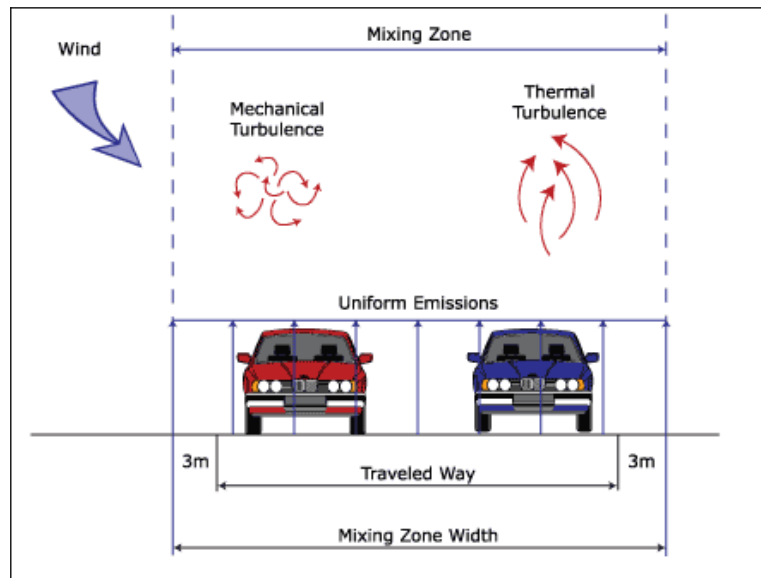 Mixing Zone
Wind
Mechanical
Turbulence
Thermal
Turbulence
Uniform Emissions
3m
3m
Traveled Way
Mixing Zone Width